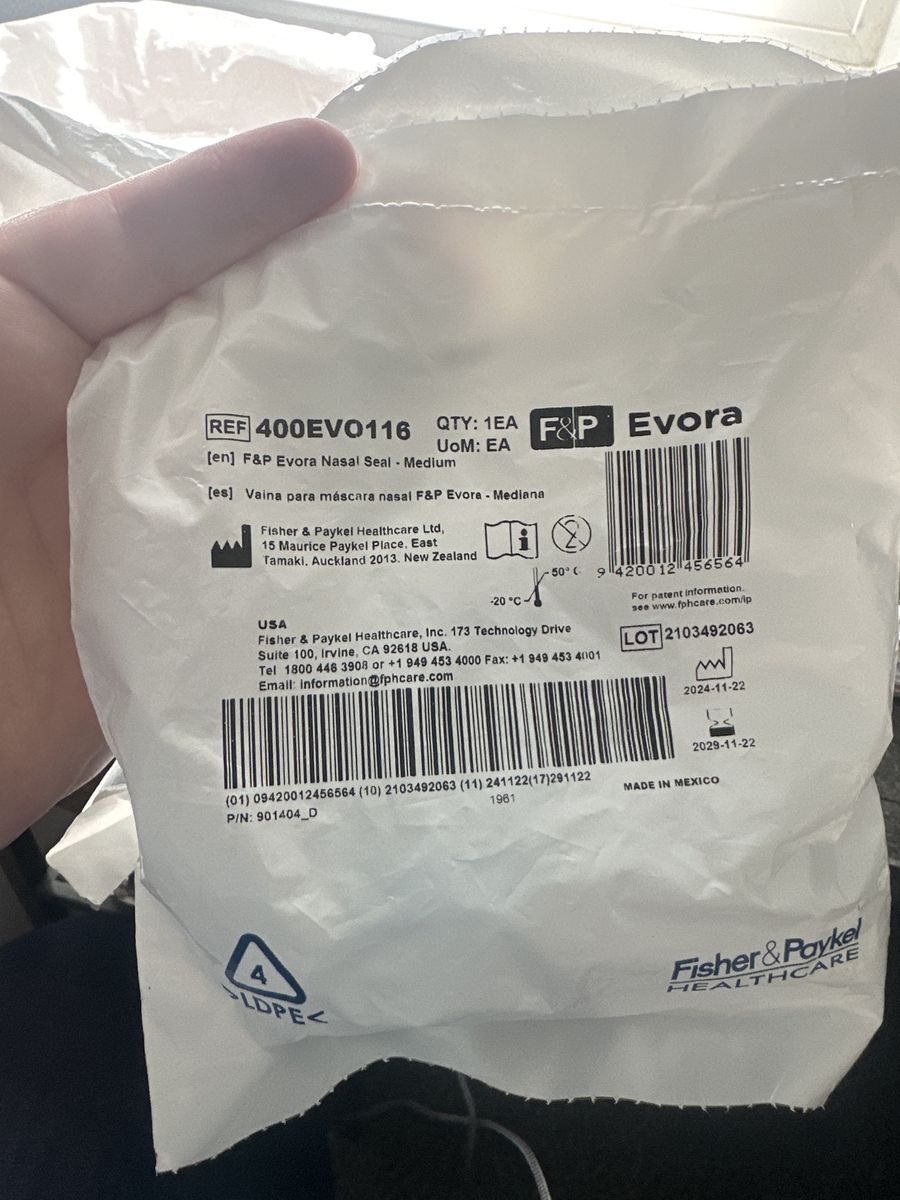 REF 400EVO116 QTY: 1EA F&P Evora
UoM: EA
[en] F&P Evora Nasal Seal - Medium
[es] Vaina para máscara nasal F&P Evora - Mediana
Fisher & Paykel Healthcare Ltd,
15 Maurice Paykel Place, East
Tamaki, Auckland 2013, New Zealand
i
2
50° C
-20 °C
9 420012 456564
For patent information,
see www.fphcare.com/ip
USA
Fisher & Paykel Healthcare, Inc. 173 Technology Drive
Suite 100, Irvine, CA 92618 USA.
Tel 1800 446 3908 or +1 949 453 4000 Fax: +1 949 453 4001
Email: Information@fphcare.com
LOT 2103492063
2024-11-22
2029-11-22
(01) 09420012456564 (10) 2103492063 (11) 241122(17)291122
1961
MADE IN MEXICO
P/N: 901404_D
4
>LDPE<
Fisher&Paykel
HEALTHCARE